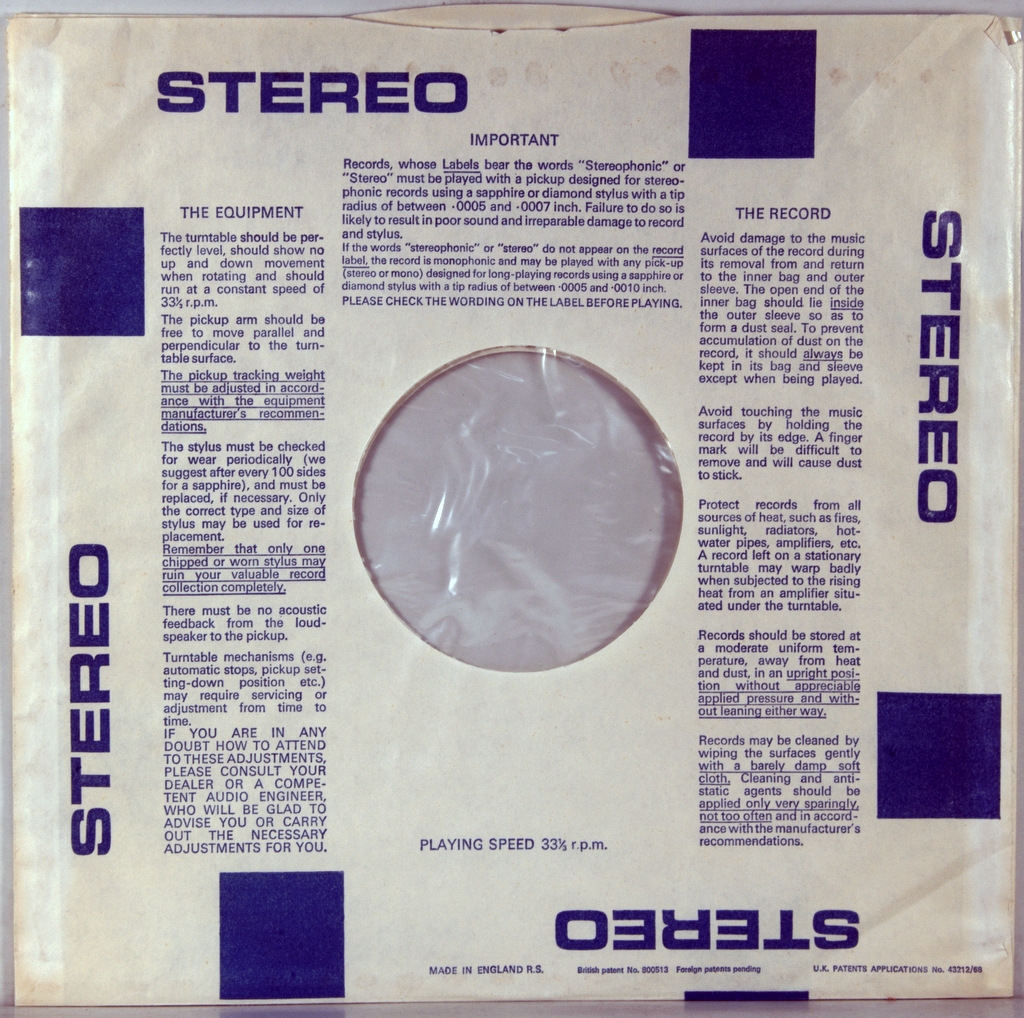 STEREO
IMPORTANT
Records, whose Labels bear the words "Stereophonic" or
"Stereo" must be played with a pickup designed for stereo-
phonic records using a sapphire or diamond stylus with a tip
radius of between ·0005 and ·0007 inch. Failure to do so is
likely to result in poor sound and irreparable damage to record
and stylus.
If the words "stereophonic" or "stereo" do not appear on the record
label, the record is monophonic and may be played with any pick-up
(stereo or mono) designed for long-playing records using a sapphire or
diamond stylus with a tip radius of between ·0005 and ·0010 inch.
PLEASE CHECK THE WORDING ON THE LABEL BEFORE PLAYING.
THE EQUIPMENT
The turntable should be per-
fectly level, should show no
up and down movement
when rotating and should
run at a constant speed of
33⅓ r.p.m.
The pickup arm should be
free to move parallel and
perpendicular to the turn-
table surface.
The pickup tracking weight
must be adjusted in accord-
ance with the equipment
manufacturer's recommen-
dations.
The stylus must be checked
for wear periodically (we
suggest after every 100 sides
for a sapphire), and must be
replaced, if necessary. Only
the correct type and size of
stylus may be used for re-
placement.
Remember that only one
chipped or worn stylus may
ruin your valuable record
collection completely.
There must be no acoustic
feedback from the loud-
speaker to the pickup.
Turntable mechanisms (e.g.
automatic stops, pickup set-
ting-down position etc.)
may require servicing or
adjustment from time to
time.
IF YOU ARE IN ANY
DOUBT HOW TO ATTEND
TO THESE ADJUSTMENTS,
PLEASE CONSULT YOUR
DEALER OR A COMPE-
TENT AUDIO ENGINEER,
WHO WILL BE GLAD TO
ADVISE YOU OR CARRY
OUT THE NECESSARY
ADJUSTMENTS FOR YOU.
THE RECORD
Avoid damage to the music
surfaces of the record during
its removal from and return
to the inner bag and outer
sleeve. The open end of the
inner bag should lie inside
the outer sleeve so as to
form a dust seal. To prevent
accumulation of dust on the
record, it should always be
kept in its bag and sleeve
except when being played.
Avoid touching the music
surfaces by holding the
record by its edge. A finger
mark will be difficult to
remove and will cause dust
to stick.
Protect records from all
sources of heat, such as fires,
sunlight, radiators, hot-
water pipes, amplifiers, etc.
A record left on a stationary
turntable may warp badly
when subjected to the rising
heat from an amplifier situ-
ated under the turntable.
Records should be stored at
a moderate uniform tem-
perature, away from heat
and dust, in an upright posi-
tion without appreciable
applied pressure and with-
out leaning either way.
Records may be cleaned by
wiping the surfaces gently
with a barely damp soft
cloth. Cleaning and anti-
static agents should be
applied only very sparingly,
not too often and in accord-
ance with the manufacturer's
recommendations.
STEREO
STEREO
PLAYING SPEED 33⅓ r.p.m.
STEREO
MADE IN ENGLAND R.S.
British patent No. 800513 Foreign patents pending
U.K. PATENTS APPLICATIONS No. 43212/68